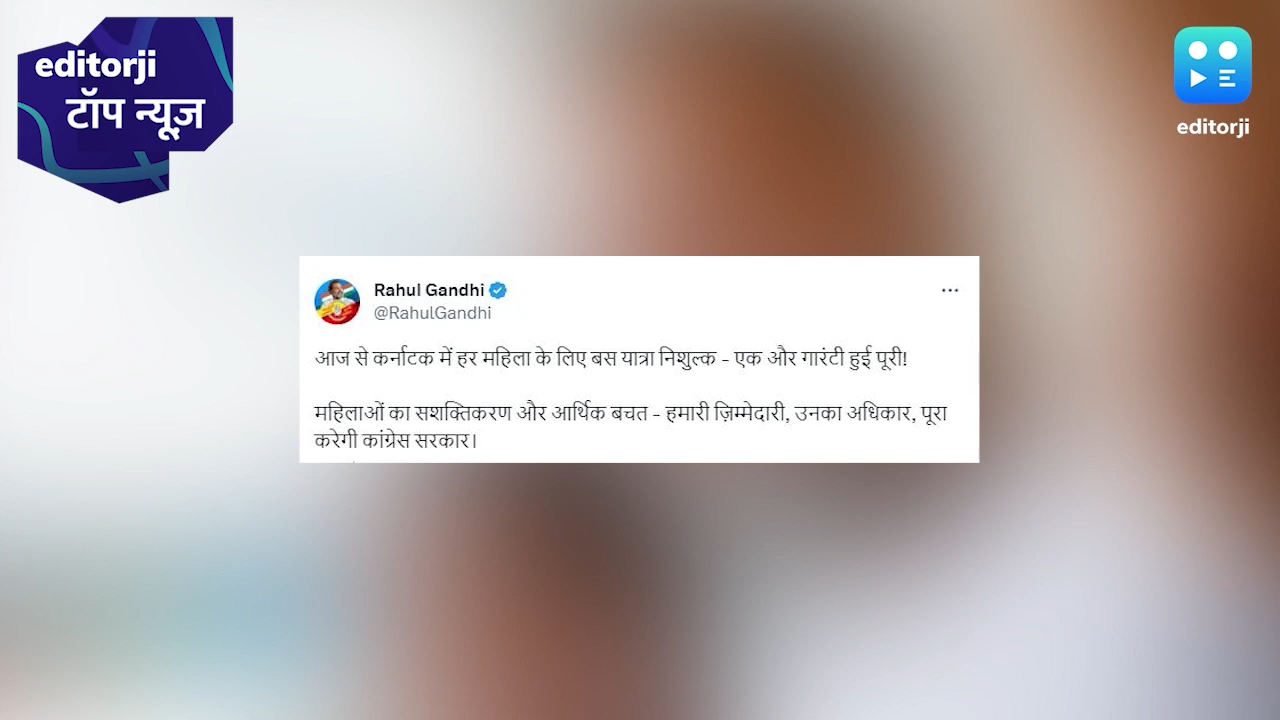 editorji
टॉप न्यूज़
editorji
Rahul Gandhi
@RahulGandhi
आज से कर्नाटक में हर महिला के लिए बस यात्रा निशुल्क - एक और गारंटी हुई पूरी!
महिलाओं का सशक्तिकरण और आर्थिक बचत - हमारी ज़िम्मेदारी, उनका अधिकार, पूरा
करेगी कांग्रेस सरकार।